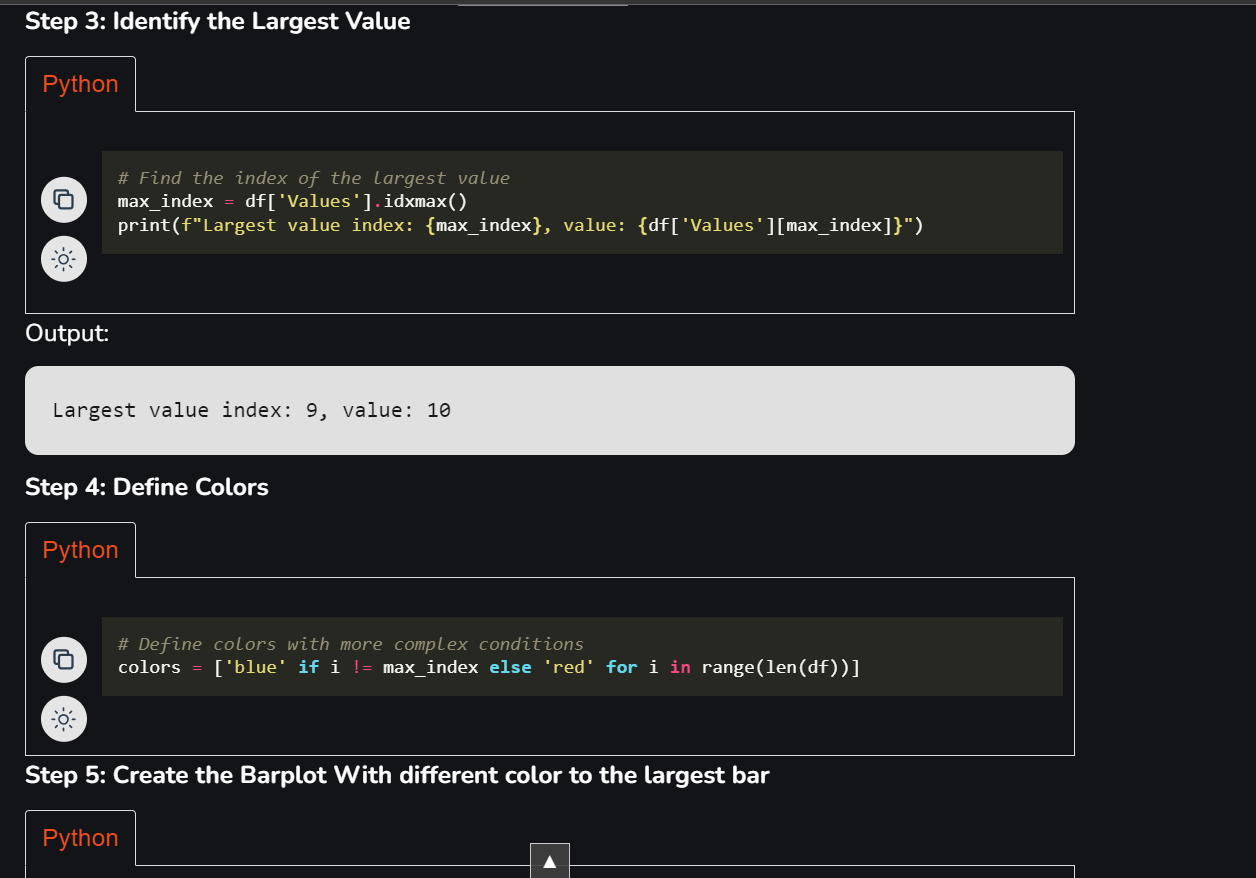 Step 3: Identify the Largest Value
Python
# Find the index of the largest value
max_index = df['Values'].idxmax()
print(f"Largest value index: {max_index}, value: {df['Values'][max_index]}")
Output:
Largest value index: 9, value: 10
Step 4: Define Colors
Python
# Define colors with more complex conditions
colors = ['blue' if i != max_index else 'red' for i in range(len(df))]
Step 5: Create the Barplot With different color to the largest bar
Python